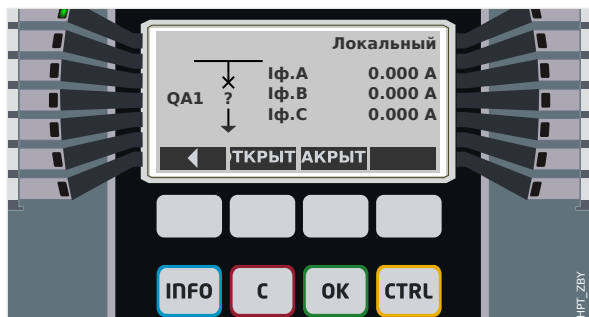 Локальный
Iф.A 0.000 A
QA1 ? Iф.B 0.000 A
Iф.C 0.000 A
ТКРЫТ АКРЫТ
INFO C OK CTRL
HPT_ZBY